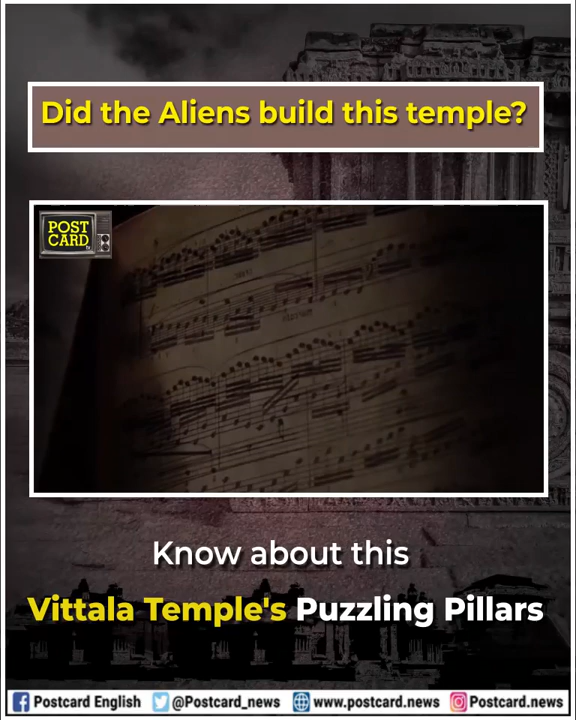 Did the Aliens build this temple?
POST
CARD
Know about this
Vittala Temple's Puzzling Pillars
Postcard English @Postcard_news www.postcard.news Postcard.news